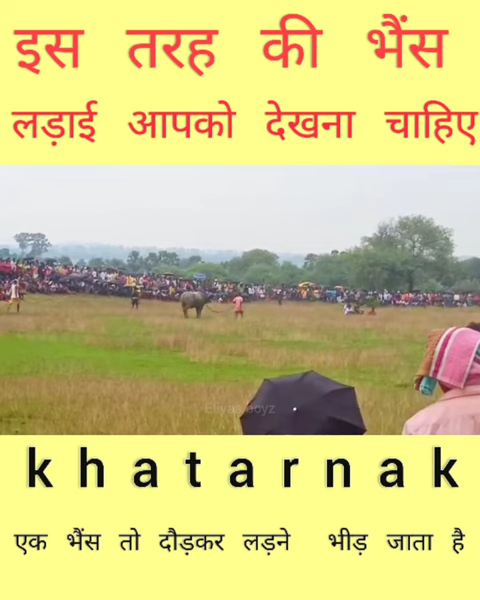 इस तरह की भैंस
लड़ाई आपको देखना चाहिए
khatarnak
एक भैंस तो दौड़कर लड़ने भीड़ जाता है